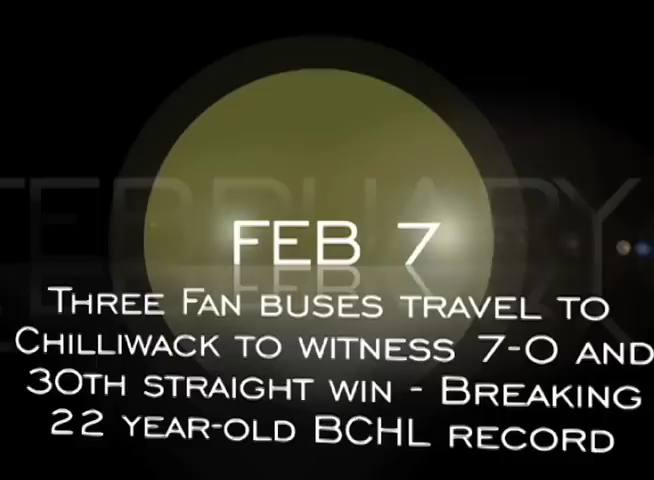 FEBRUARY
FEB 7
THREE FAN BUSES TRAVEL TO
CHILLIWACK TO WITNESS 7-0 AND
30TH STRAIGHT WIN - BREAKING
22 YEAR-OLD BCHL RECORD